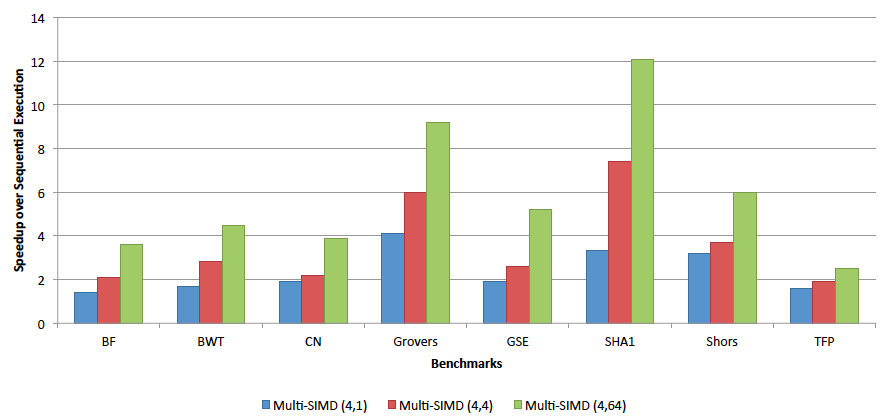 14
12
10
8
6
4
2
0
Speedup over Sequential Execution
BF BWT CN Grovers GSE SHA1 Shors TFP
Benchmarks
Multi-SIMD (4,1) Multi-SIMD (4,4) Multi-SIMD (4,64)